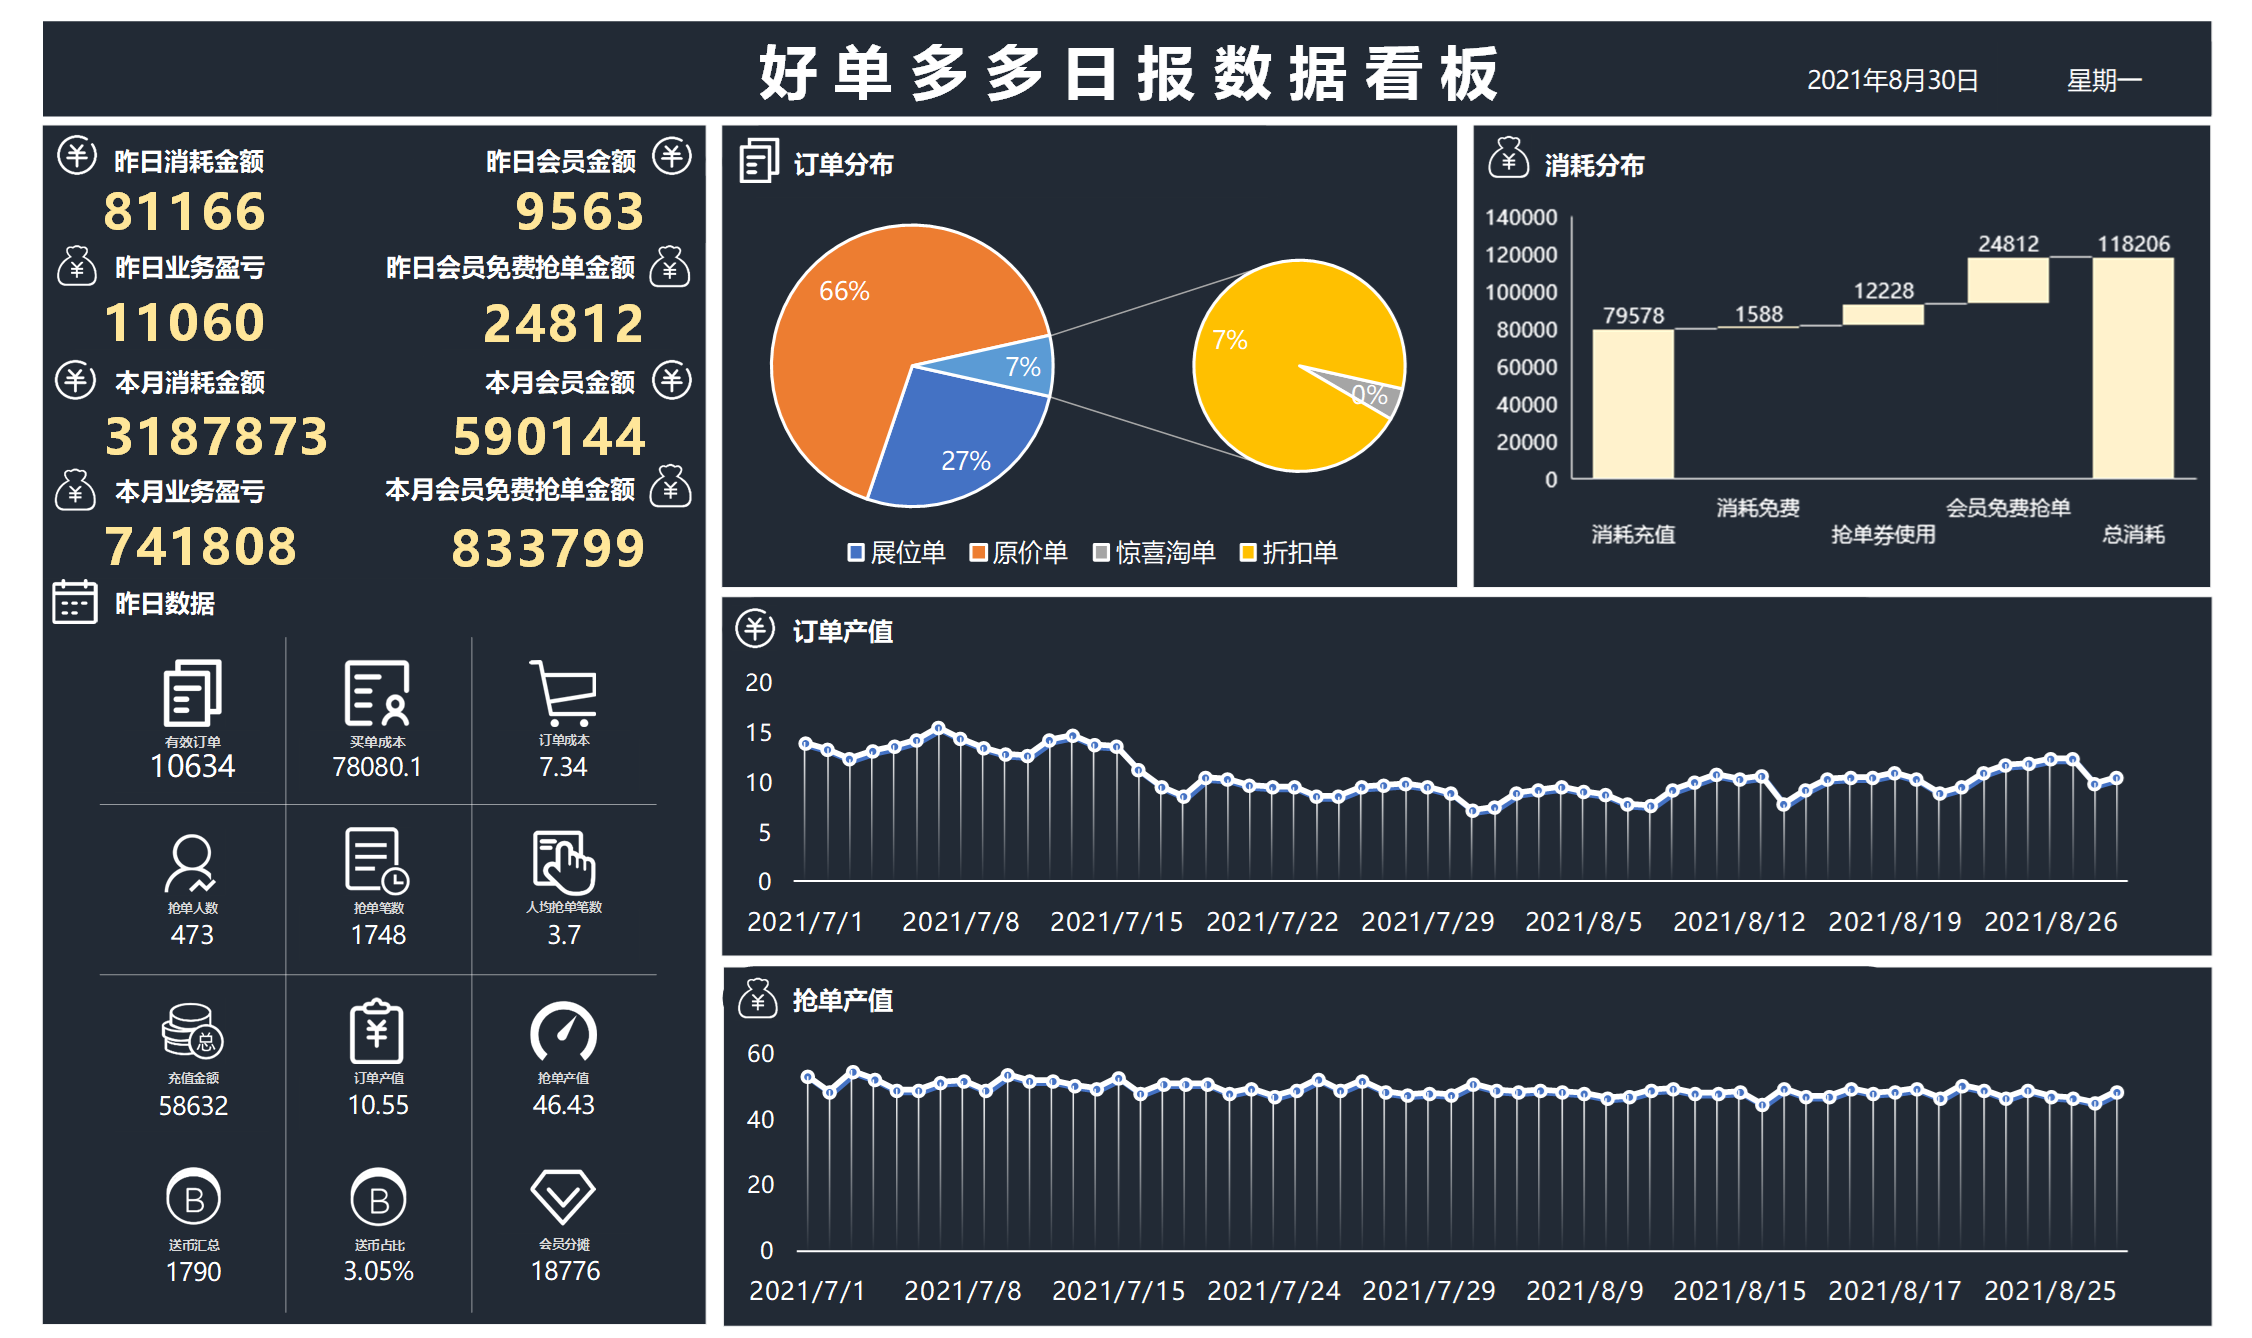 好单多多日报数据看板
2021年8月30日 星期一
昨日消耗金额 昨日会员金额
81166 9563
昨日业务盈亏 昨日会员免费抢单金额
11060 24812
本月消耗金额 本月会员金额
3187873 590144
本月业务盈亏 本月会员免费抢单金额
741808 833799
昨日数据
有效订单 买单成本 订单成本
10634 78080.1 7.34
抢单人数 抢单笔数 人均抢单笔数
473 1748 3.7
总
充值金额 订单产值 抢单产值
58632 10.55 46.43
B B
送币汇总 送币占比 会员分摊
1790 3.05% 18776
订单分布
66%
7%
27%
7%
0%
展位单 原价单 惊喜淘单 折扣单
消耗分布
140000
120000
100000
80000
60000
40000
20000
0
79578 1588 12228 24812 118206
消耗充值 消耗免费 抢单券使用 会员免费抢单 总消耗
订单产值
20
15
10
5
0
2021/7/1 2021/7/8 2021/7/15 2021/7/22 2021/7/29 2021/8/5 2021/8/12 2021/8/19 2021/8/26
抢单产值
60
40
20
0
2021/7/1 2021/7/8 2021/7/15 2021/7/24 2021/7/29 2021/8/9 2021/8/15 2021/8/17 2021/8/25